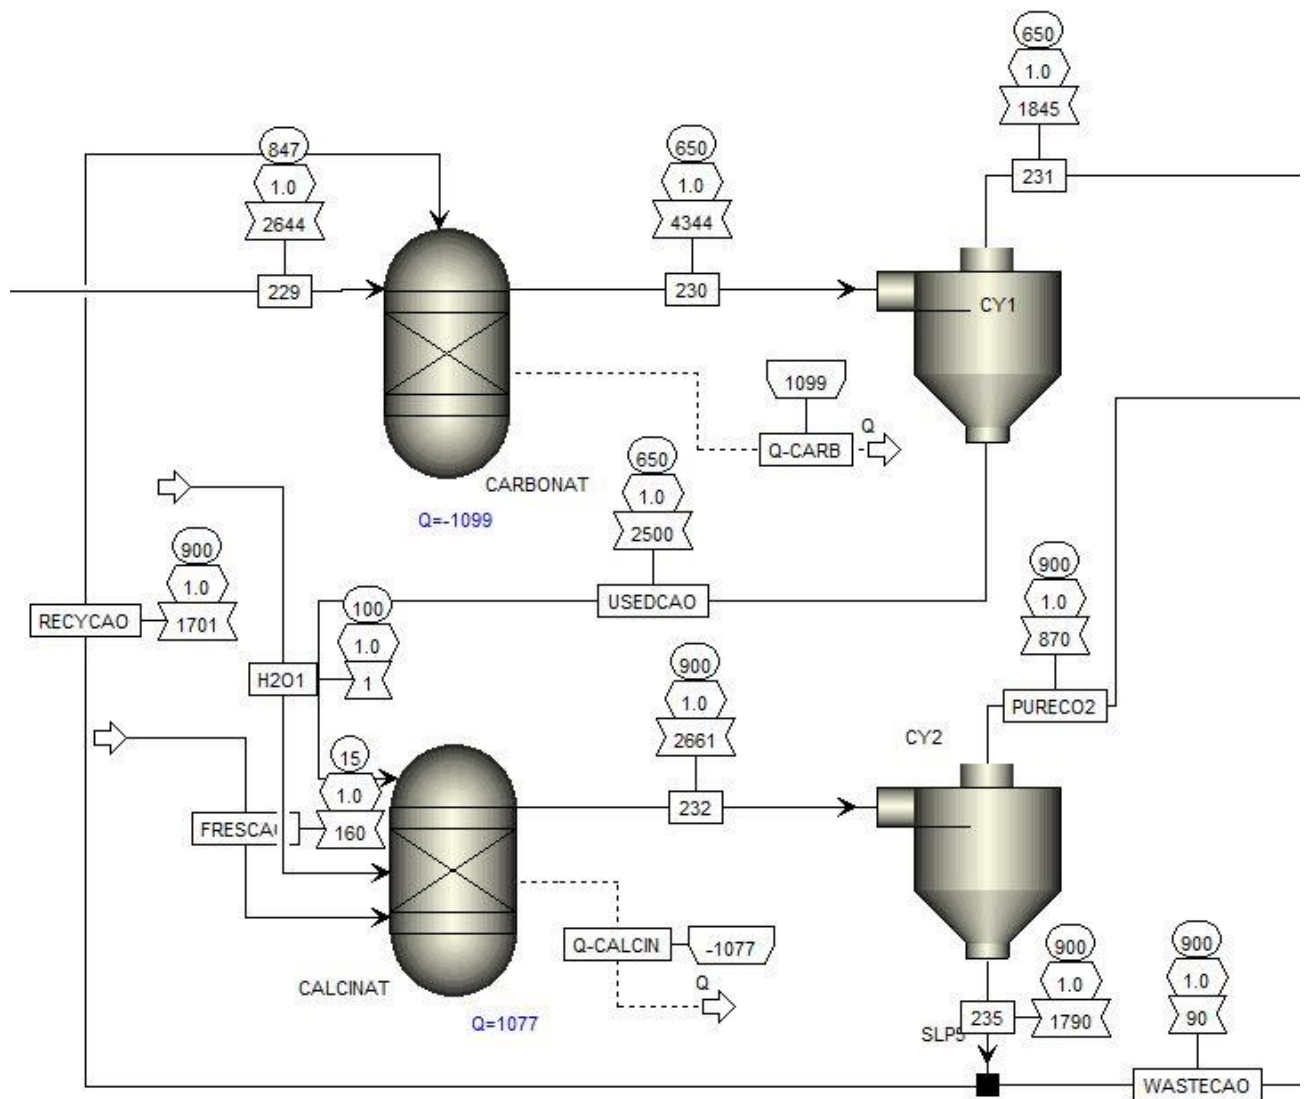 650
1.0
1845
231
847
1.0
2644
229
650
1.0
4344
230
CY1
1099
Q-CARB
Q
CARBONAT
Q=-1099
650
1.0
2500
USEDCAO
900
1.0
1701
RECYCAO
100
1.0
1
H2O1
900
1.0
870
PURECO2
900
1.0
2661
232
CY2
15
1.0
160
FRESCA
Q-CALCIN
-1077
Q
CALCINAT
Q=1077
900
1.0
1790
235
SLP5
900
1.0
90
WASTECAO